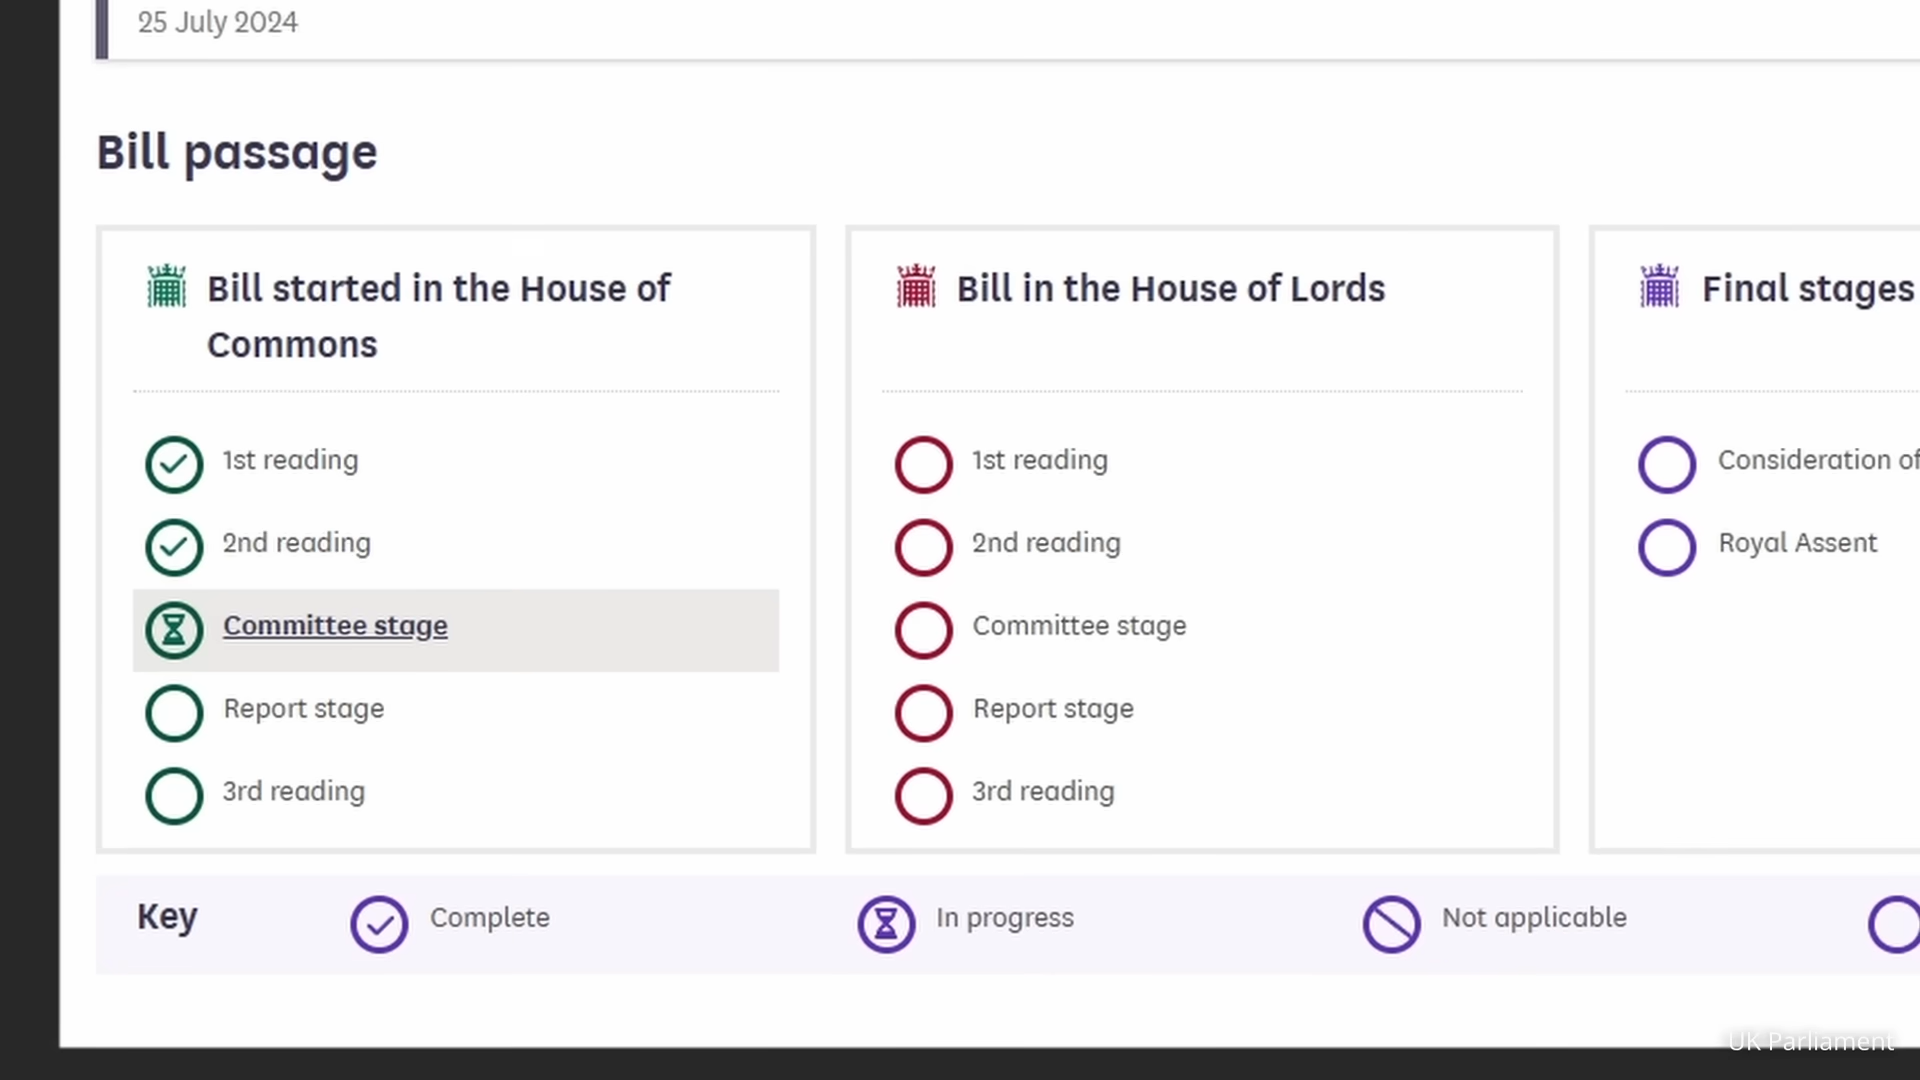 25 July 2024
Bill passage
Bill started in the House of
Commons
1st reading
2nd reading
Committee stage
Report stage
3rd reading
Bill in the House of Lords
1st reading
2nd reading
Committee stage
Report stage
3rd reading
Final stages
Consideration of
Royal Assent
Key
Complete
In progress
Not applicable
UK Parliament